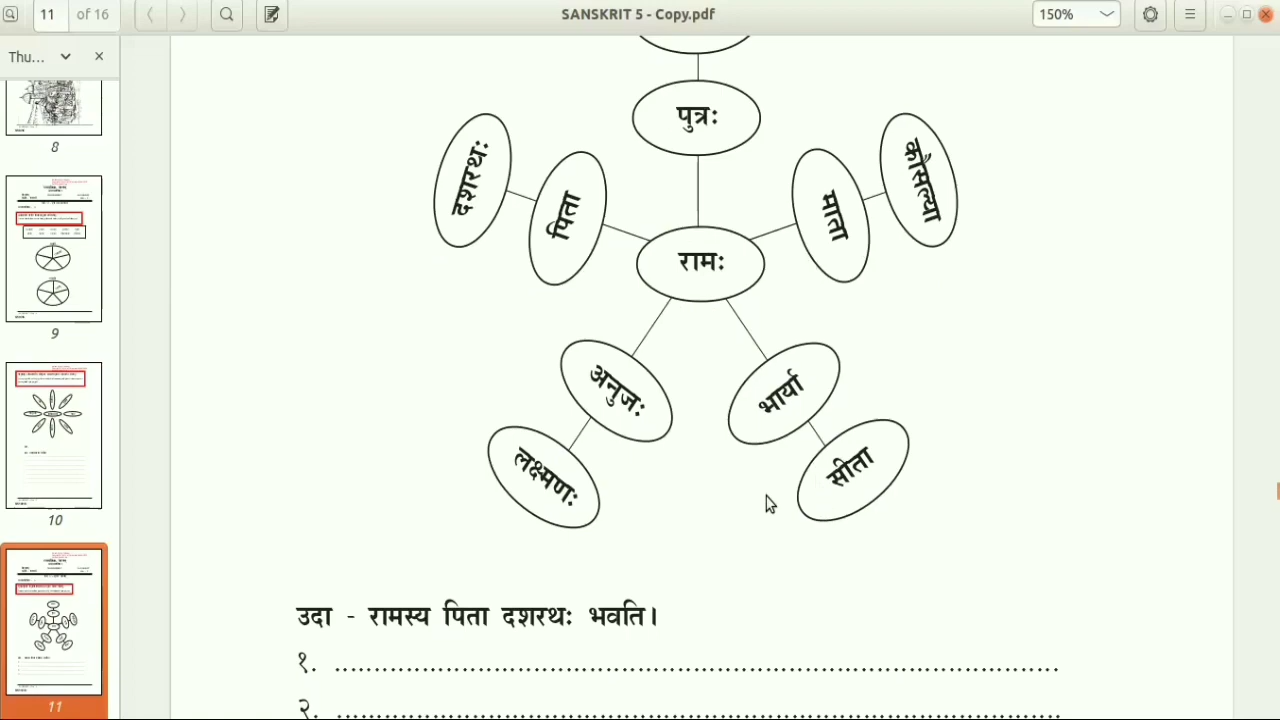 11 of 16
SANSKRIT 5 - Copy.pdf
150%
Thu...
8
9
10
11
पुत्रः
दशरथः
पिता
माता
कौसल्या
रामः
अनुजः
भार्या
लक्ष्मणः
सीता
उदा - रामस्य पिता दशरथः भवति।
१. ................................................................................
२. ................................................................................